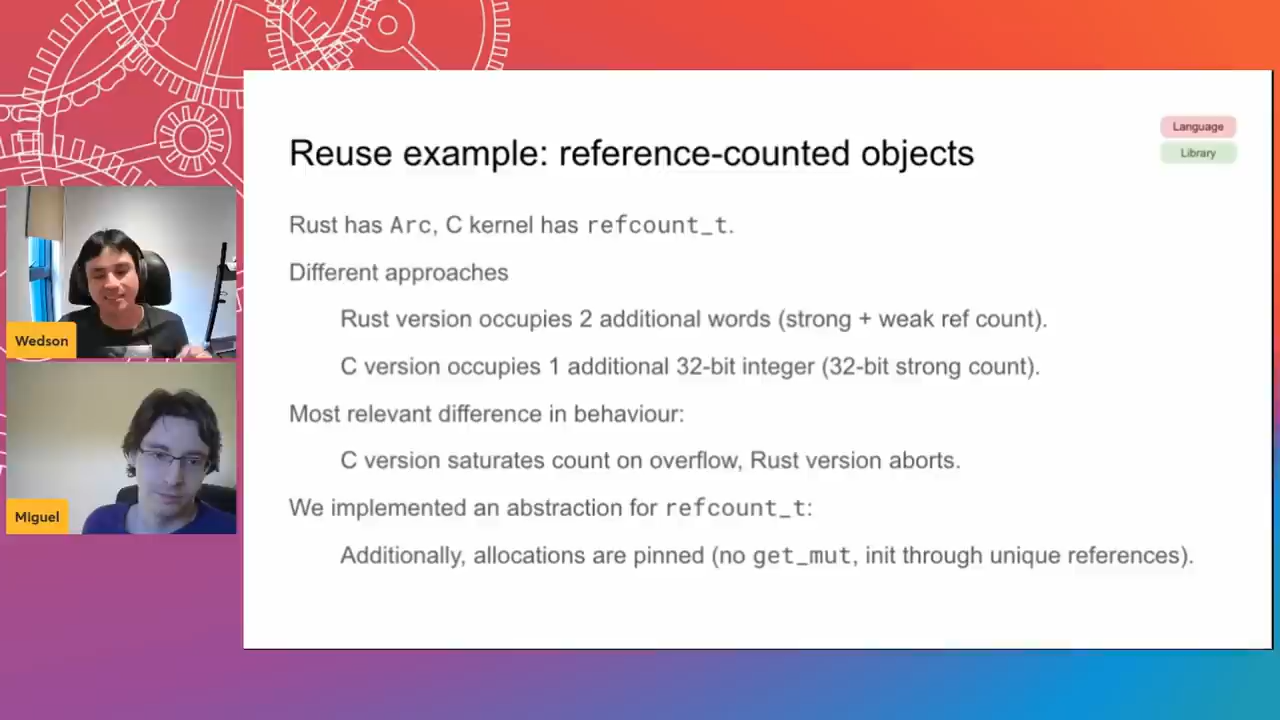 Reuse example: reference-counted objects
Language
Library
Rust has Arc, C kernel has refcount_t.
Different approaches
Rust version occupies 2 additional words (strong + weak ref count).
C version occupies 1 additional 32-bit integer (32-bit strong count).
Most relevant difference in behaviour:
C version saturates count on overflow, Rust version aborts.
We implemented an abstraction for refcount_t:
Additionally, allocations are pinned (no get_mut, init through unique references).
Wedson
Miguel